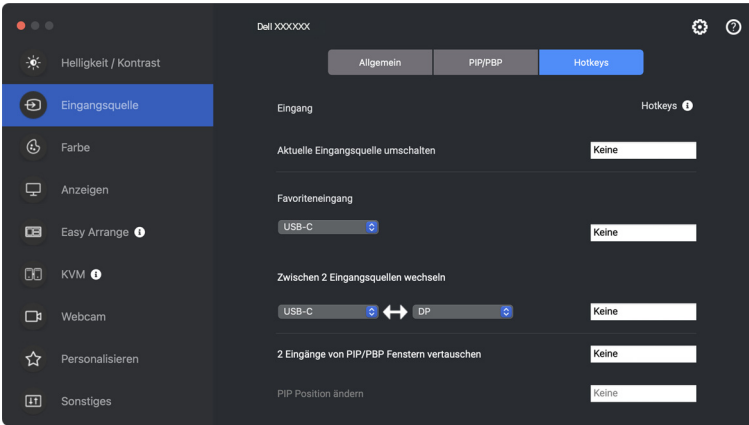 Dell XXXXXX
Helligkeit / Kontrast
Eingangsquelle
Farbe
Anzeigen
Easy Arrange
KVM
Webcam
Personalisieren
Sonstiges
Allgemein PIP/PBP Hotkeys
Eingang Hotkeys
Aktuelle Eingangsquelle umschalten Keine
Favoriteneingang
USB-C Keine
Zwischen 2 Eingangsquellen wechseln
USB-C DP Keine
2 Eingänge von PIP/PBP Fenstern vertauschen Keine
PIP Position ändern Keine